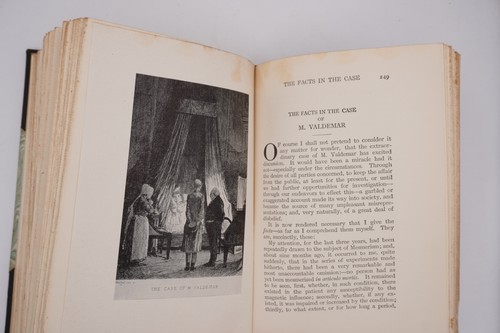 THE CASE OF M. VALDEMAR
THE FACTS IN THE CASE 249
THE FACTS IN THE CASE
OF
M. VALDEMAR
OF course I shall not pretend to consider it
any matter for wonder, that the extraor-
dinary case of M. Valdemar has excited
discussion. It would have been a miracle had it
not—especially under the circumstances. Through
the desire of all parties concerned, to keep the affair
from the public, at least for the present, or until
we had further opportunities for investigation—
through our endeavors to effect this—a garbled or
exaggerated account made its way into society, and
became the source of many unpleasant misrepre-
sentations; and, very naturally, of a great deal of
disbelief.
It is now rendered necessary that I give the
facts—as far as I comprehend them myself. They
are, succinctly, these:
My attention, for the last three years, had been
repeatedly drawn to the subject of Mesmerism; and,
about nine months ago, it occurred to me, quite
suddenly, that in the series of experiments made
hitherto, there had been a very remarkable and
most unaccountable omission:—no person had as
yet been mesmerized in articulo mortis. It remained
to be seen, first, whether, in such condition, there
existed in the patient any susceptibility to the
magnetic influence; secondly, whether, if any ex-
isted, it was impaired or increased by the condition;
thirdly, to what extent, or for how long a period,